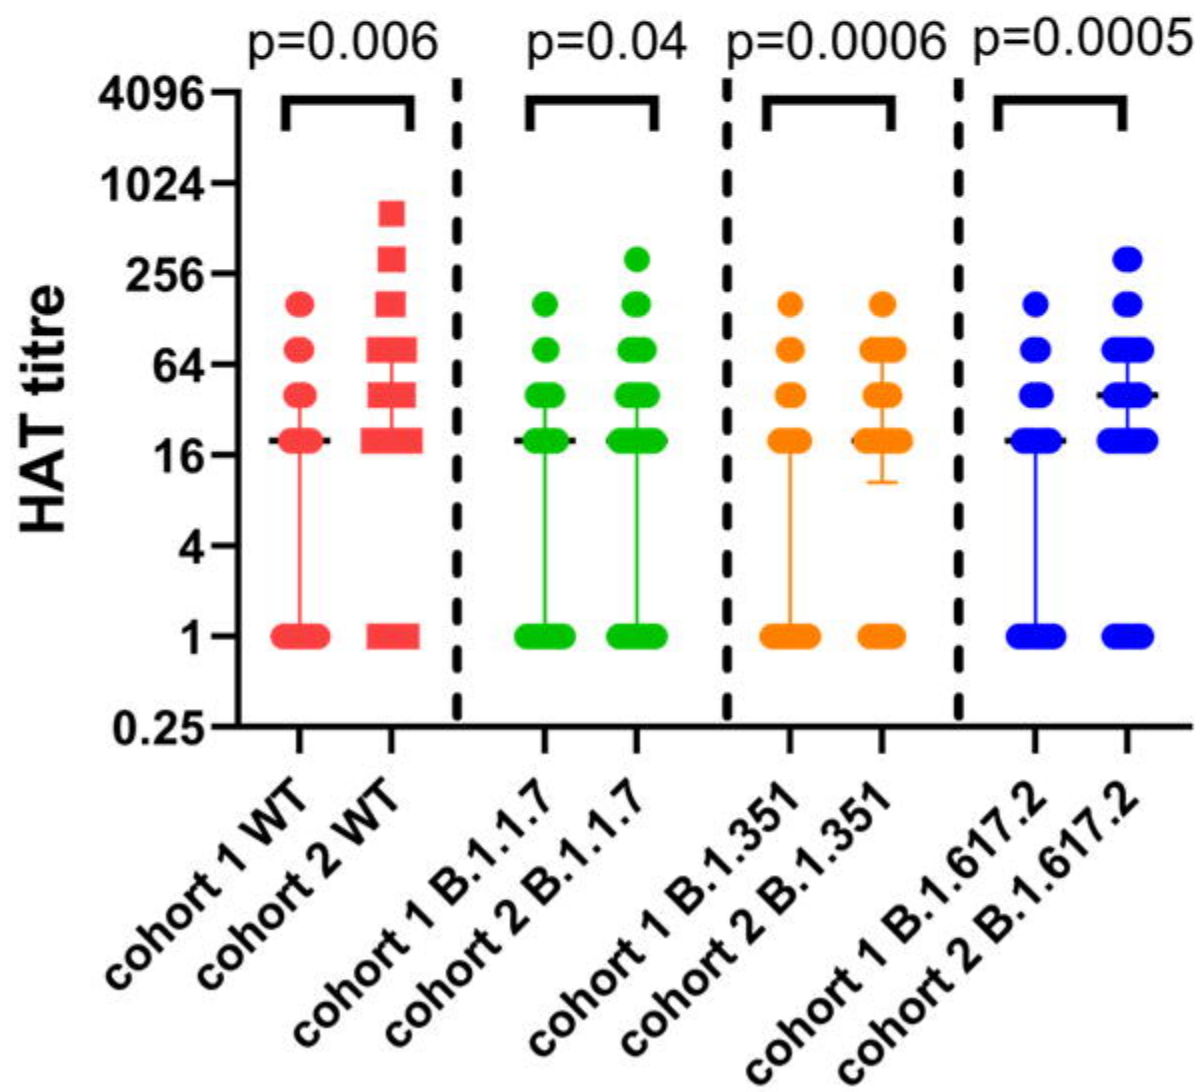 p=0.006 p=0.04 p=0.0006 p=0.0005
HAT titre
4096
1024
256
64
16
4
1
0.25
cohort 1 WT
cohort 2 WT
cohort 1 B.1.1.7
cohort 2 B.1.1.7
cohort 1 B.1.351
cohort 2 B.1.351
cohort 1 B.1.617.2
cohort 2 B.1.617.2